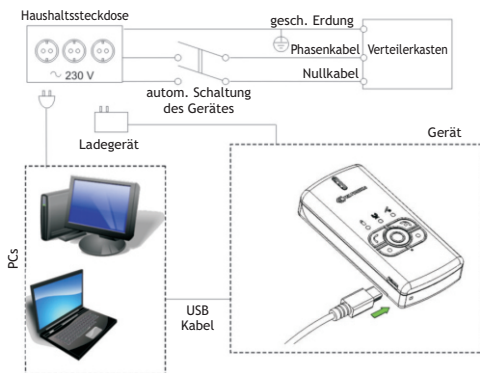 Haushaltssteckdose
gesch. Erdung
Phasenkabel
Verteilerkasten
~ 230 V
Nullkabel
autom. Schaltung
des Gerätes
Ladegerät
Gerät
PCs
USB
Kabel